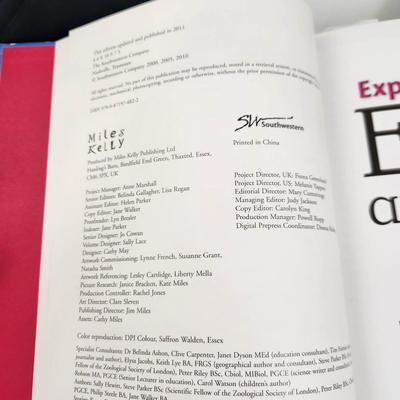 This edition updated and published in 2011
The Southwestern Company
Nashville, Tennessee
© Southwestern Company 2000, 2005, 2010
All rights reserved. No part of this publication may be reproduced, stored in a retrieval system, or transmitted
electronic, mechanical, photocopying, recording or otherwise, without the prior permission of the copyright
ISBN 978-0-87197-482-2
Miles
Kelly
Produced by Miles Kelly Publishing Ltd
Harding's Barn, Bardfield End Green, Thaxted, Essex,
CM6 3PX, UK
SW Southwestern
Printed in China
Project Manager: Anne Marshall
Senior Editors: Belinda Gallagher, Lisa Regan
Assistant Editor: Helen Parker
Copy Editor: Jane Walker
Proofreader: Lyn Bresler
Indexer: Jane Parker
Senior Designer: Jo Cowan
Volume Designer: Sally Lace
Designer: Cathy May
Artwork Commissioning: Lynne French, Susanne Grant,
Natasha Smith
Artwork Referencing: Lesley Cartlidge, Liberty Mella
Picture Research: Janice Bracken, Kate Miles
Production Controller: Rachel Jones
Art Director: Clare Sleven
Publishing Director: Jim Miles
Assets: Cathy Miles
Project Director, UK: Fiona Greenland
Project Director, US: Melanie
Editorial Director: Mary Cummings
Managing Editor: Judy Jackson
Copy Editor: Carolyn King
Production Manager: Powell Ropp
Digital Prepress Coordinator: Deanna
Color reproduction: DPI Colour, Saffron Walden, Essex
Specialist Consultants: Dr Belinda Ashon, Clive Carpenter, Janet Dyson MEd (education consultant), Tim
journalist and author), Elysa Jacobs, Keith Lye BA, FRGS (geographical author and consultant), Steve Parker BSc
Fellow of the Zoological Society of London), Peter Riley BSc, Cbiol, MIBiol, PGCE (science writer and consultant),
Robson MA, PGCE (Senior Lecturer in education), Carol Watson (children's author)
Authors: Sally Hewitt, Steve Parker BSc (Scientific Fellow of the Zoological Society of London), Peter Riley BSc
PGCE, Philip Steele BA, Jane Walker BA
Exp
E
a